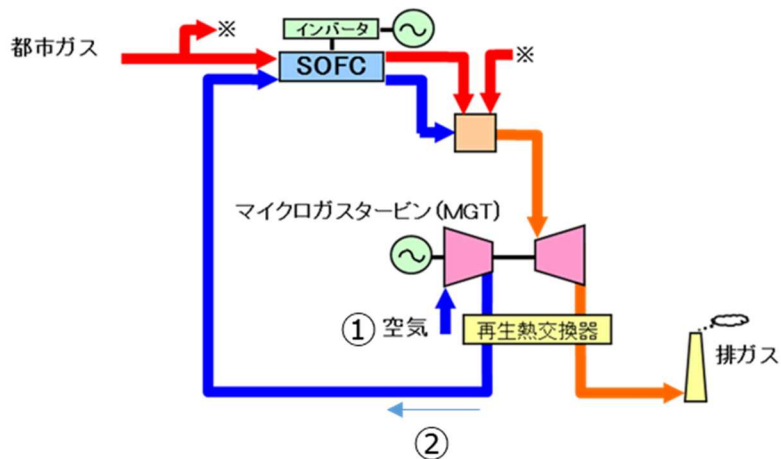 インバータ
※
都市ガス
SOFC
※
マイクロガスタービン(MGT)
① 空気
再生熱交換器
排ガス
②